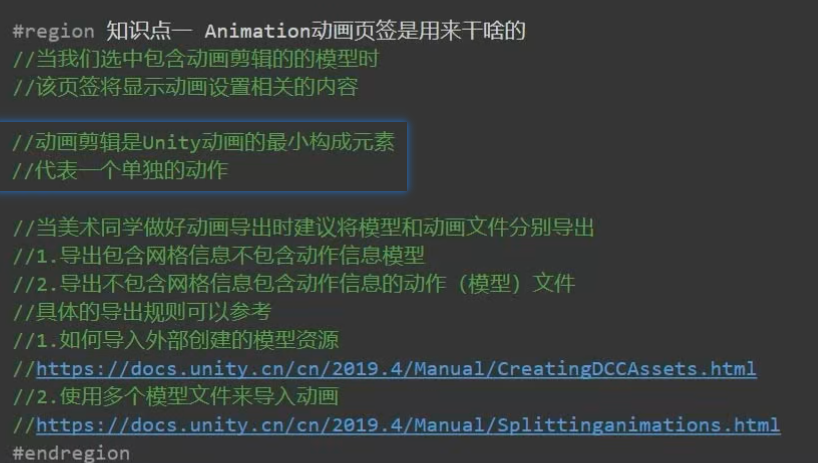 #region 知识点一 Animation动画页签是用来干啥的
//当我们选中包含动画剪辑的的模型时
//该页签将显示动画设置相关的内容
//动画剪辑是Unity动画的最小构成元素
//代表一个单独的动作
//当美术同学做好动画导出时建议将模型和动画文件分别导出
//1.导出包含网格信息不包含动作信息模型
//2.导出不包含网格信息包含动作信息的动作（模型）文件
//具体的导出规则可以参考
//1.如何导入外部创建的模型资源
//https://docs.unity.cn/cn/2019.4/Manual/CreatingDCCAssets.html
//2.使用多个模型文件来导入动画
//https://docs.unity.cn/cn/2019.4/Manual/Splittinganimations.html
#endregion